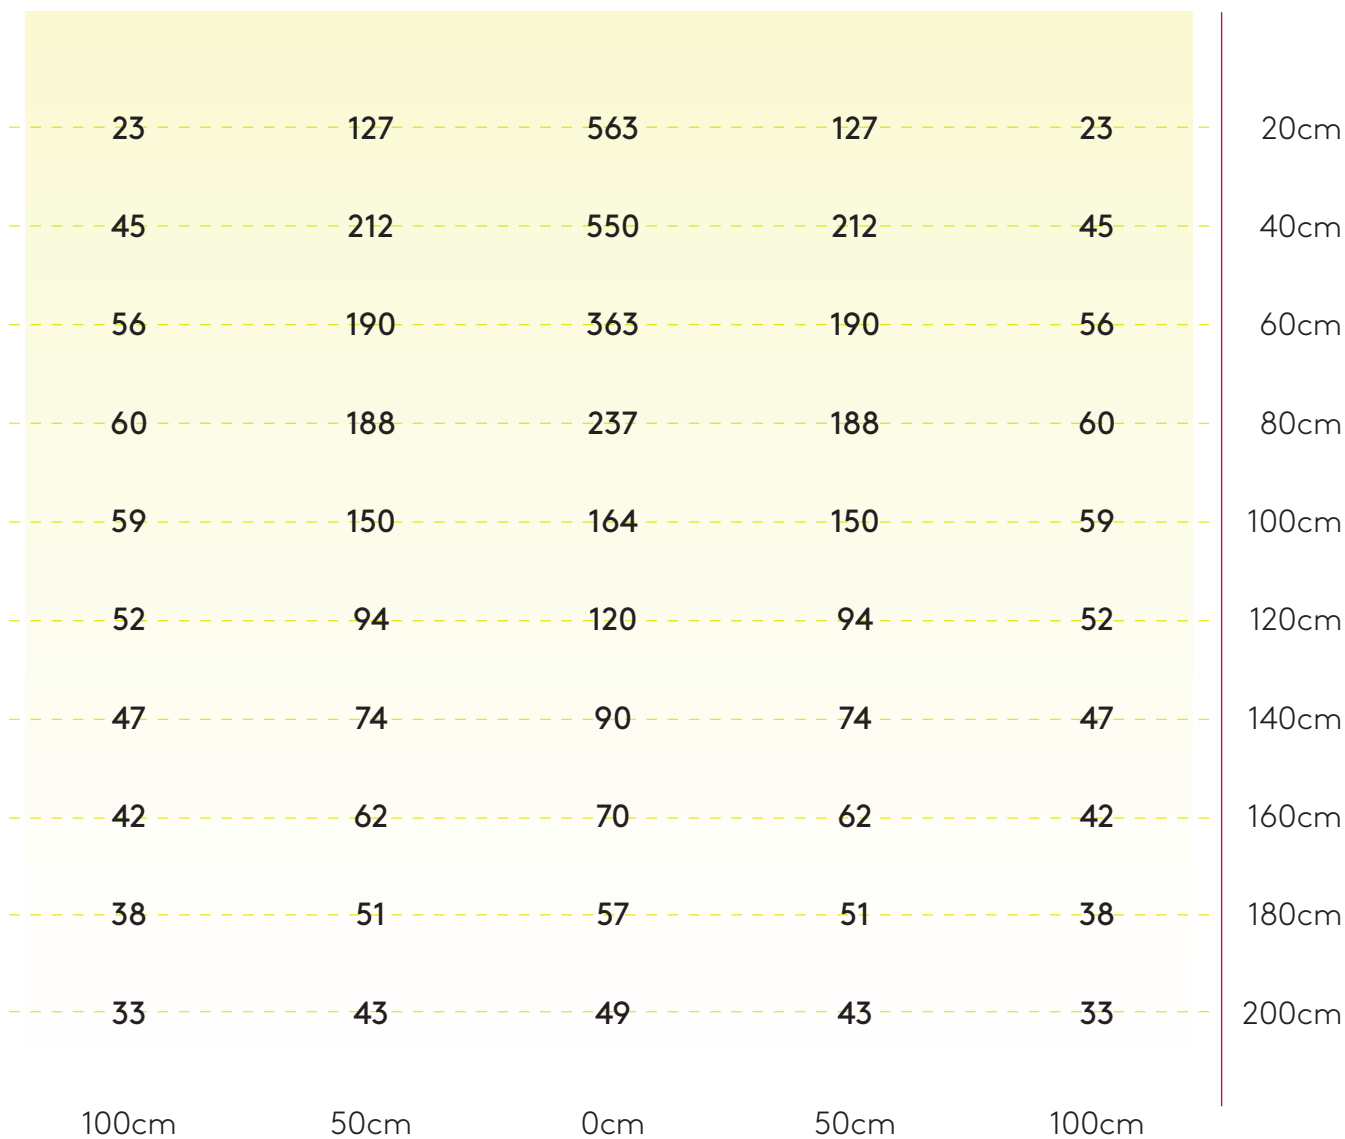 23 127 563 127 23 20cm
45 212 550 212 45 40cm
56 190 363 190 56 60cm
60 188 237 188 60 80cm
59 150 164 150 59 100cm
52 94 120 94 52 120cm
47 74 90 74 47 140cm
42 62 70 62 42 160cm
38 51 57 51 38 180cm
33 43 49 43 33 200cm
100cm 50cm 0cm 50cm 100cm